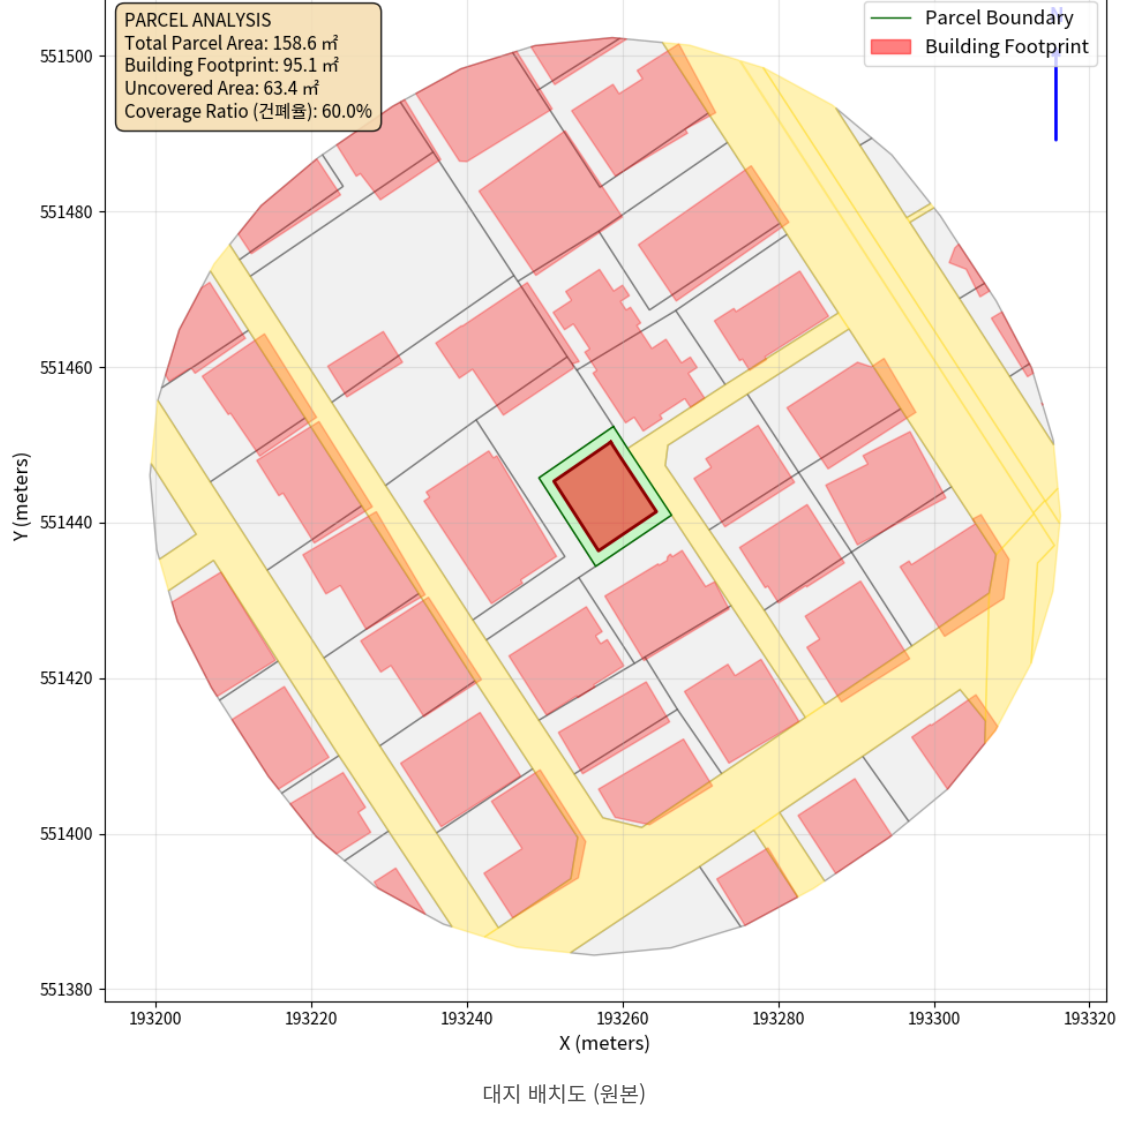 PARCEL ANALYSIS
Total Parcel Area: 158.6 ㎡
Building Footprint: 95.1 ㎡
Uncovered Area: 63.4 ㎡
Coverage Ratio (건폐율): 60.0%
Parcel Boundary
Building Footprint
N
551500
551480
551460
551440
551420
551400
551380
Y (meters)
193200
193220
193240
193260
193280
193300
193320
X (meters)
대지 배치도 (원본)